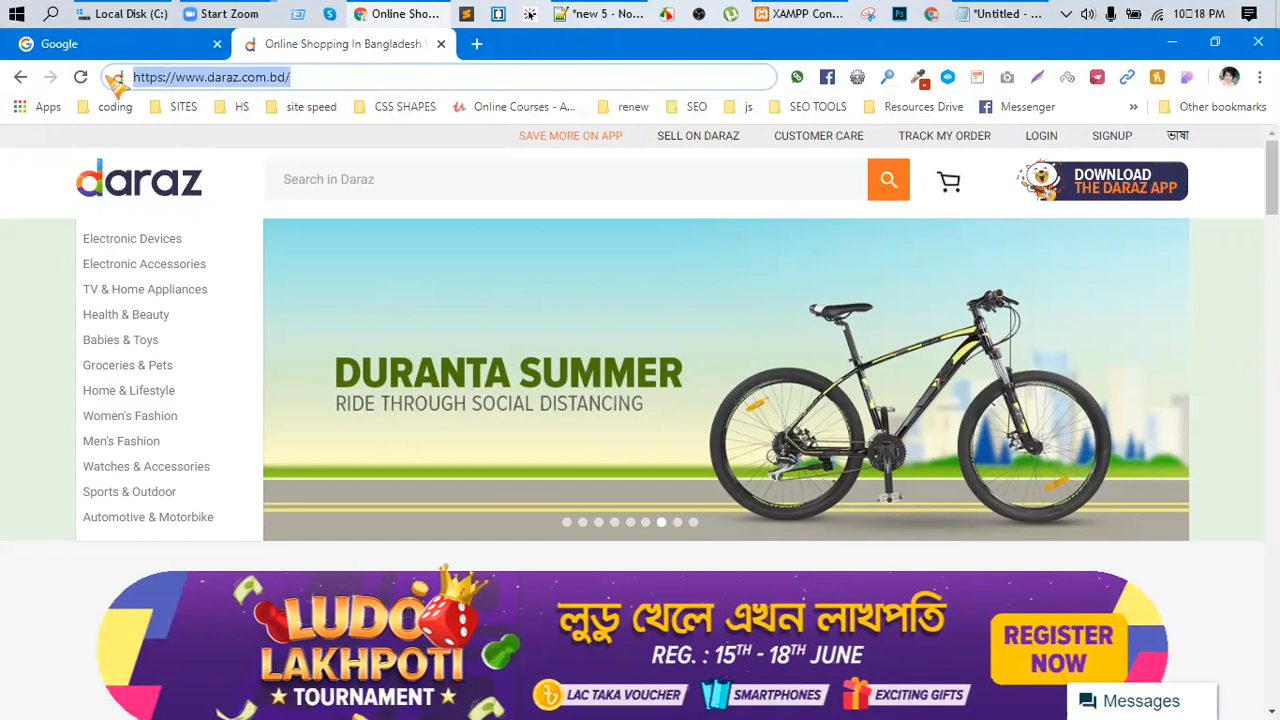 Local Disk (C:)
Start Zoom
Online Sho...
*new 5 - No...
XAMPP Con...
*Untitled - ...
10:18 PM
Google
Online Shopping In Bangladesh
https://www.daraz.com.bd/
Apps
coding
SITES
HS
site speed
CSS SHAPES
Online Courses - A...
renew
SEO
js
SEO TOOLS
Resources Drive
Messenger
»
Other bookmarks
SAVE MORE ON APP
SELL ON DARAZ
CUSTOMER CARE
TRACK MY ORDER
LOGIN
SIGNUP
ভাষা
daraz
Search in Daraz
DOWNLOAD
THE DARAZ APP
Electronic Devices
Electronic Accessories
TV & Home Appliances
Health & Beauty
Babies & Toys
Groceries & Pets
Home & Lifestyle
Women's Fashion
Men's Fashion
Watches & Accessories
Sports & Outdoor
Automotive & Motorbike
DURANTA SUMMER
RIDE THROUGH SOCIAL DISTANCING
LUDO
LAKHPOTI
TOURNAMENT
লুডু খেলে এখন লাখপতি
REG. : 15TH - 18TH JUNE
LAC TAKA VOUCHER
SMARTPHONES
EXCITING GIFTS
REGISTER
NOW
Messages